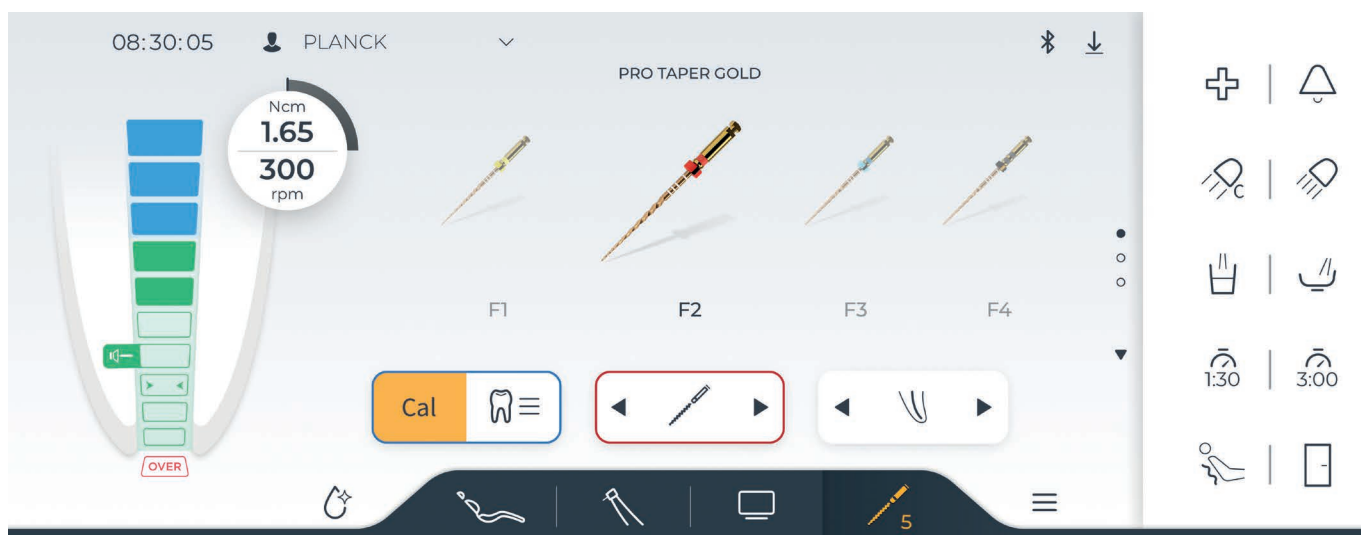 08:30:05 PLANCK
PRO TAPER GOLD
Ncm
1.65
300
rpm
F1 F2 F3 F4
Cal
OVER
5
C
1:30 3:00